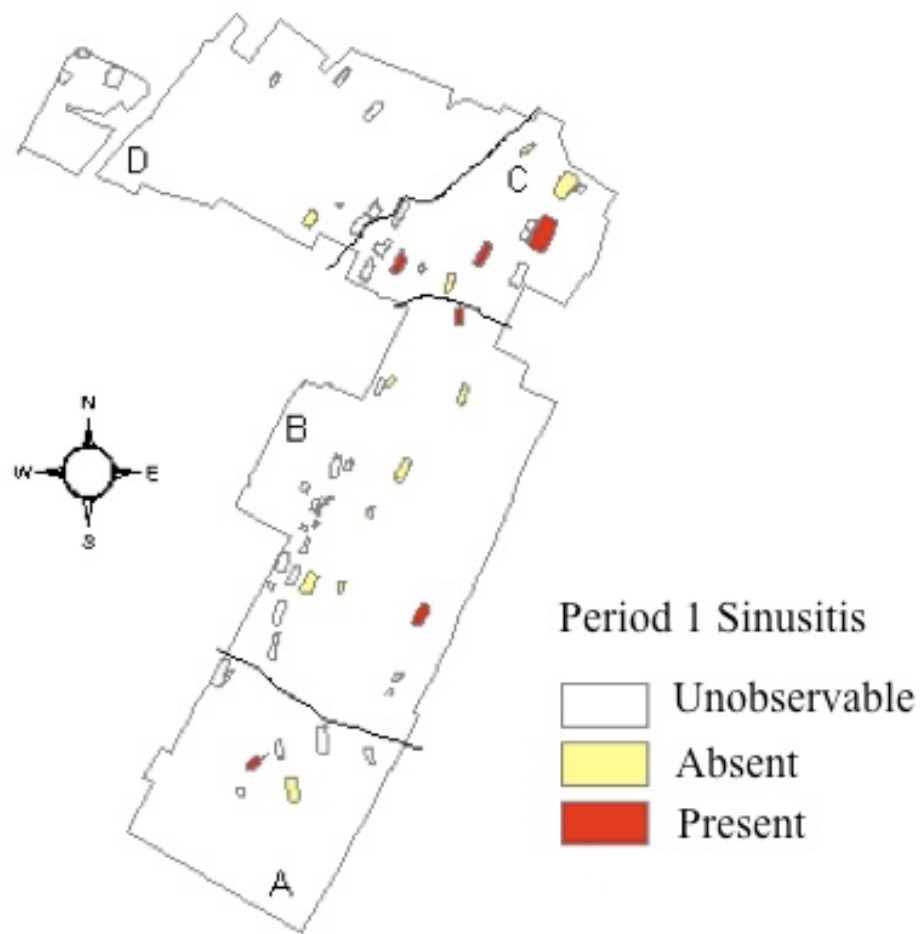 D
C
B
N
W E
S
Period 1 Sinusitis
Unobservable
Absent
Present
A